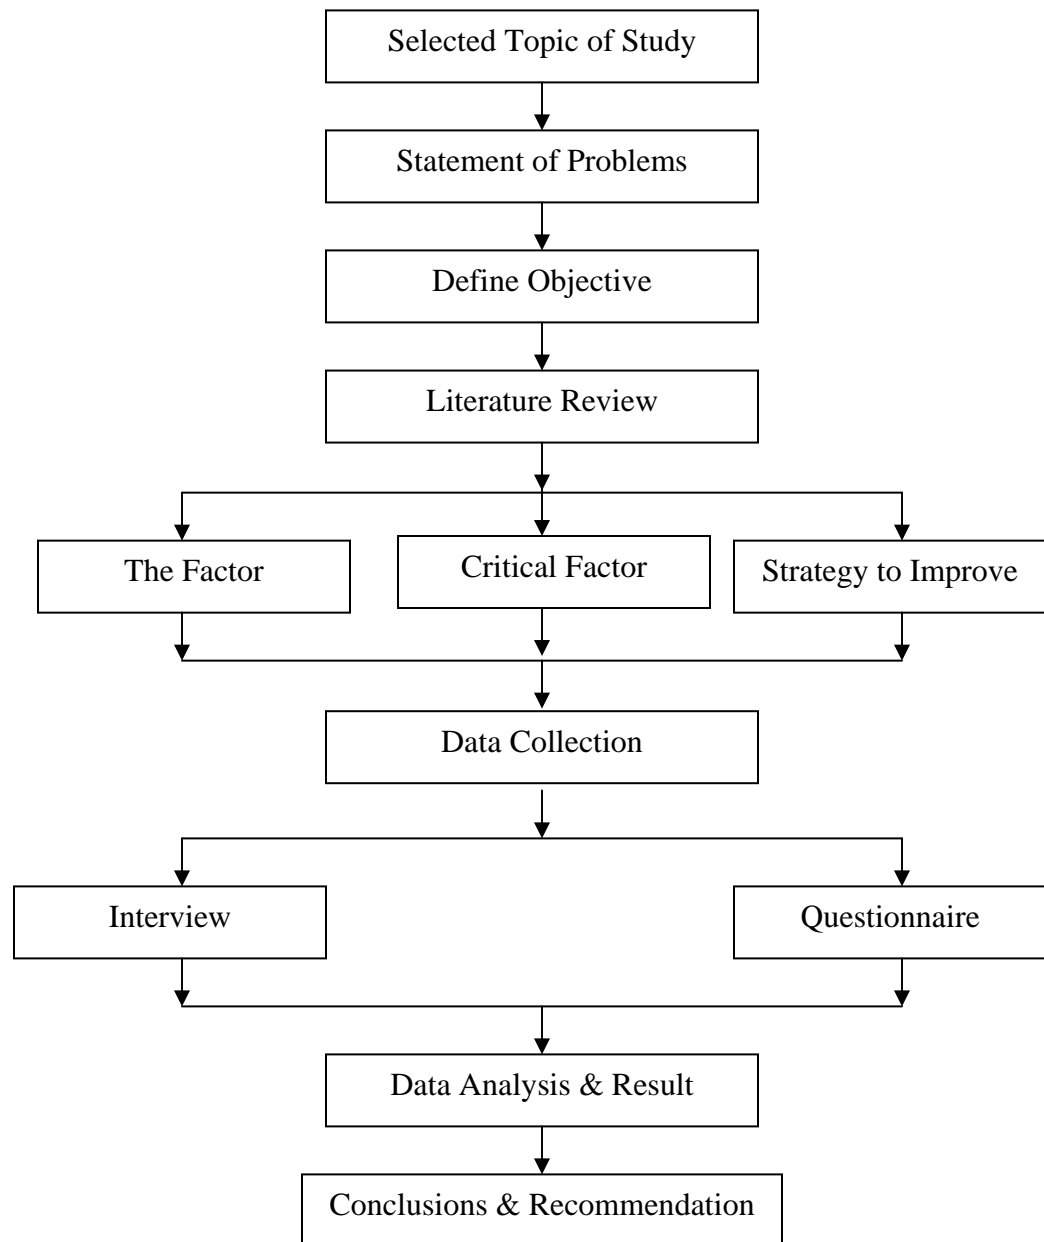 Selected Topic of Study
Statement of Problems
Define Objective
Literature Review
The Factor
Critical Factor
Strategy to Improve
Data Collection
Interview
Questionnaire
Data Analysis & Result
Conclusions & Recommendation